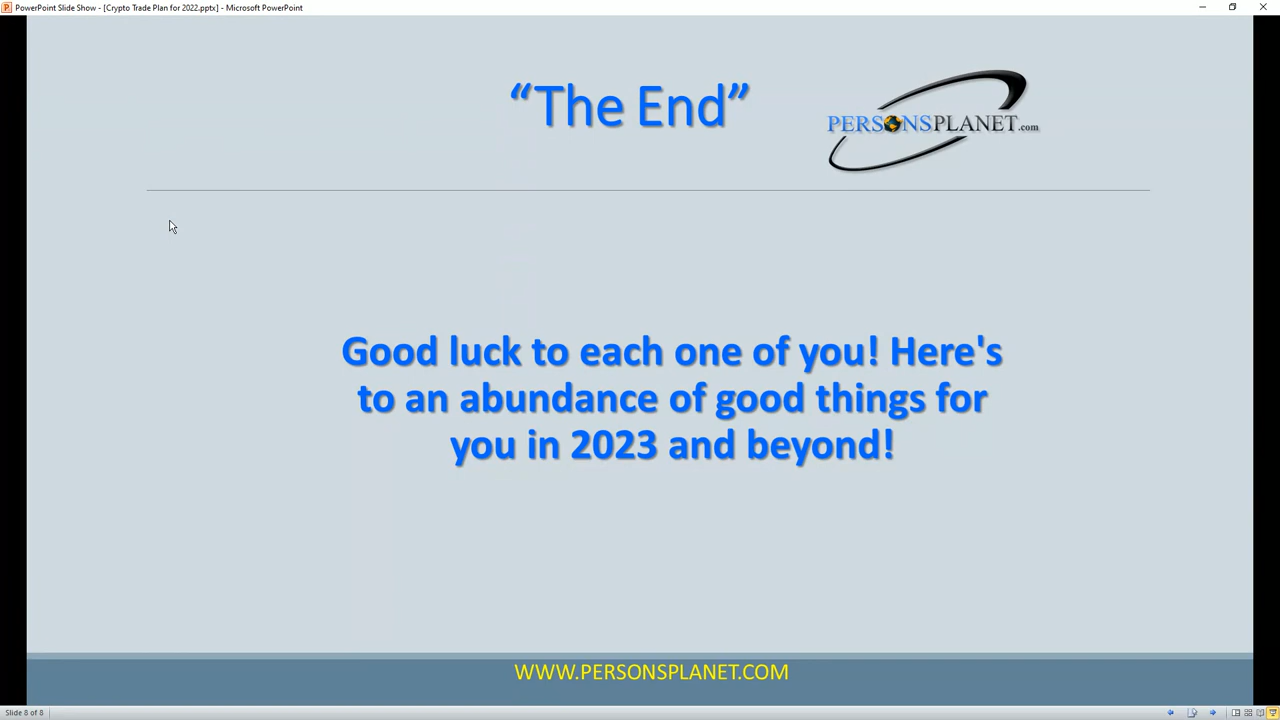 PowerPoint Slide Show - [Crypto Trade Plan for 2022.pptx] - Microsoft PowerPoint
“The End”
PERSONSPLANET.com
Good luck to each one of you! Here's
to an abundance of good things for
you in 2023 and beyond!
WWW.PERSONSPLANET.COM
Slide 8 of 8